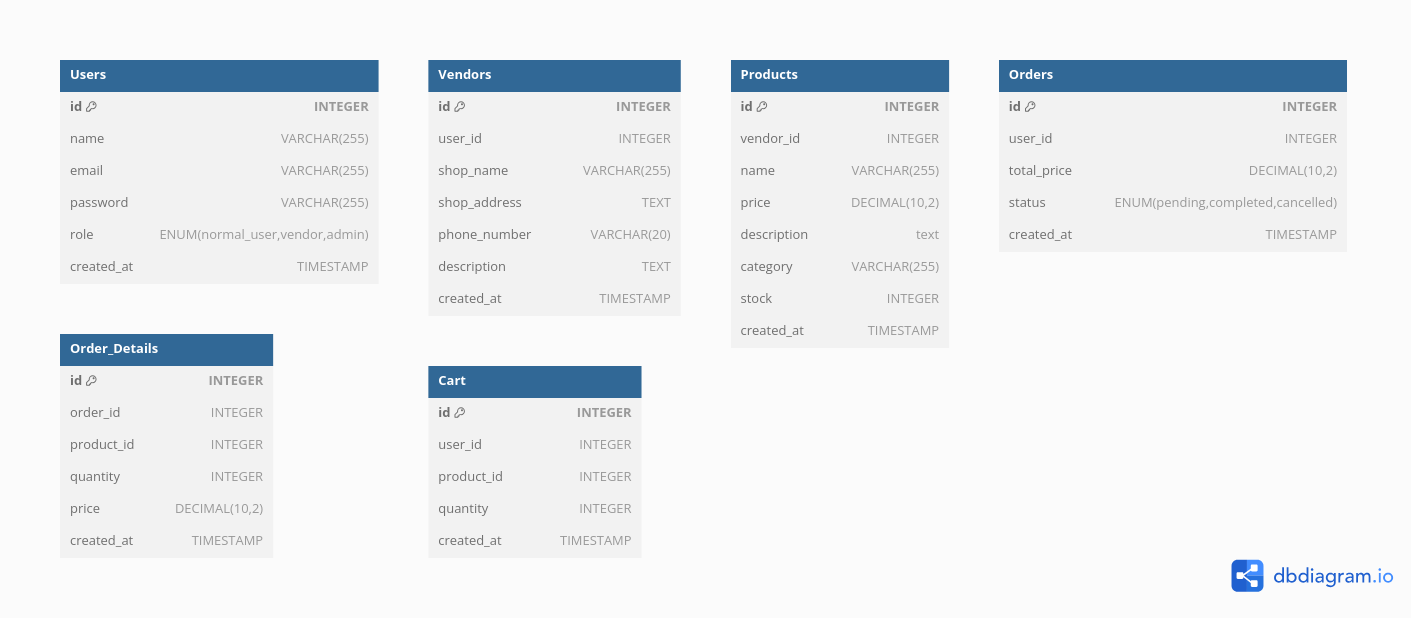 Users
id INTEGER
name VARCHAR(255)
email VARCHAR(255)
password VARCHAR(255)
role ENUM(normal_user,vendor,admin)
created_at TIMESTAMP
Vendors
id INTEGER
user_id INTEGER
shop_name VARCHAR(255)
shop_address TEXT
phone_number VARCHAR(20)
description TEXT
created_at TIMESTAMP
Products
id INTEGER
vendor_id INTEGER
name VARCHAR(255)
price DECIMAL(10,2)
description text
category VARCHAR(255)
stock INTEGER
created_at TIMESTAMP
Orders
id INTEGER
user_id INTEGER
total_price DECIMAL(10,2)
status ENUM(pending,completed,cancelled)
created_at TIMESTAMP
Order_Details
id INTEGER
order_id INTEGER
product_id INTEGER
quantity INTEGER
price DECIMAL(10,2)
created_at TIMESTAMP
Cart
id INTEGER
user_id INTEGER
product_id INTEGER
quantity INTEGER
created_at TIMESTAMP
dbdiagram.io